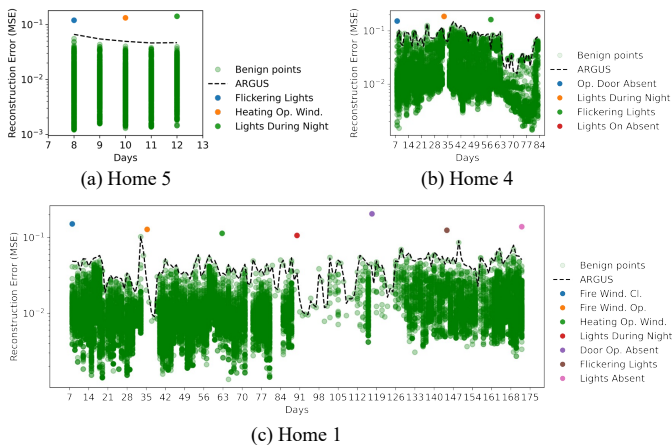 Reconstruction Error (MSE)
10⁻¹
10⁻²
10⁻³
7 8 9 10 11 12 13
Days
Benign points
ARGUS
Flickering Lights
Heating Op. Wind.
Lights During Night
(a) Home 5
Reconstruction Error (MSE)
10⁻¹
10⁻²
7 14 21 28 35 42 49 56 63 70 77 84
Days
Benign points
ARGUS
Op. Door Absent
Lights During Night
Flickering Lights
Lights On Absent
(b) Home 4
Reconstruction Error (MSE)
10⁻¹
10⁻²
7 14 21 28 35 42 49 56 63 70 77 84 91 98 105 112 119 126 133 140 147 154 161 168 175
Days
Benign points
ARGUS
Fire Wind. Cl.
Fire Wind. Op.
Heating Op. Wind.
Lights During Night
Door Op. Absent
Flickering Lights
Lights Absent
(c) Home 1